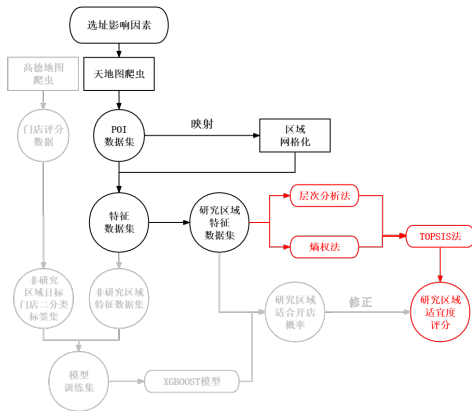 选址影响因素
高德地图
爬虫
天地图爬虫
门店评分
数据
POI
数据集
映射
区域
网格化
特征
数据集
研究区域
特征
数据集
层次分析法
熵权法
TOPSIS法
非研究
区域目标
门店二分类
标签集
非研究区域
特征数据集
研究区域
适合开店
概率
修正
研究区域
适宜度
评分
模型
训练集
XGBOOST模型